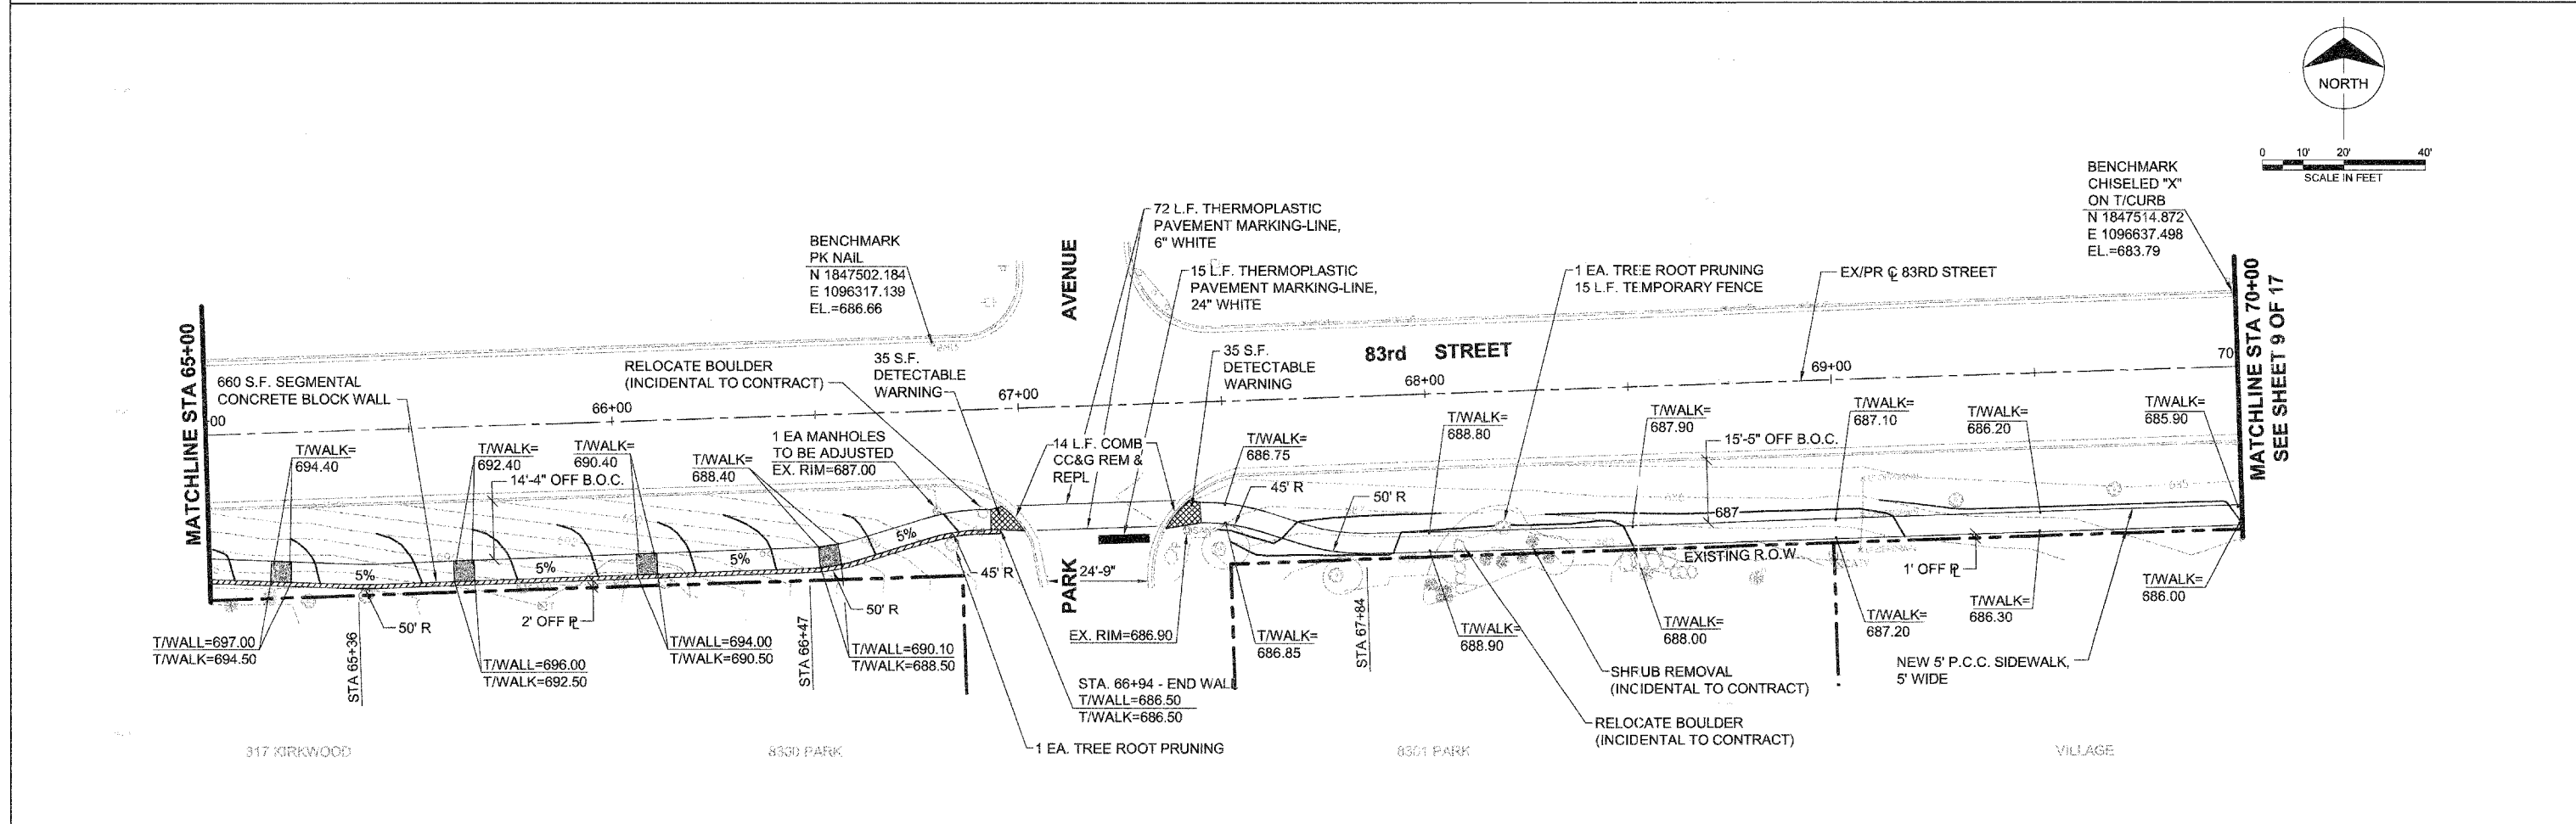 NORTH
0 10' 20' 40'
SCALE IN FEET
BENCHMARK
CHISELED "X"
ON T/CURB
N 1847514.872
E 1096637.498
EL.=683.79
72 L.F. THERMOPLASTIC
PAVEMENT MARKING-LINE,
6" WHITE
BENCHMARK
PK NAIL
N 1847502.184
E 1096317.139
EL.=686.66
AVENUE
15 L.F. THERMOPLASTIC
PAVEMENT MARKING-LINE,
24" WHITE
1 EA. TREE ROOT PRUNING
15 L.F. TEMPORARY FENCE
EX/PR ℄ 83RD STREET
MATCHLINE STA 65+00
MATCHLINE STA 70+00
SEE SHEET 9 OF 17
660 S.F. SEGMENTAL
CONCRETE BLOCK WALL
RELOCATE BOULDER
(INCIDENTAL TO CONTRACT)
35 S.F.
DETECTABLE
WARNING
35 S.F.
DETECTABLE
WARNING
83rd STREET
00
66+00
67+00
68+00
69+00
70
T/WALK=
694.40
T/WALK=
692.40
T/WALK=
690.40
T/WALK=
688.40
14'-4" OFF B.O.C.
1 EA MANHOLES
TO BE ADJUSTED
EX. RIM=687.00
14 L.F. COMB
CC&G REM &
REPL
T/WALK=
686.75
T/WALK=
688.80
T/WALK=
687.90
15'-5" OFF B.O.C.
T/WALK=
687.10
T/WALK=
686.20
T/WALK=
685.90
45' R
50' R
687
5%
5%
5%
5%
EXISTING R.O.W.
1' OFF ⅊
2' OFF ⅊
50' R
50' R
45' R
24'-9"
PARK
EX. RIM=686.90
T/WALL=697.00
T/WALK=694.50
STA 65+36
T/WALL=696.00
T/WALK=692.50
T/WALL=694.00
T/WALK=690.50
STA 66+47
T/WALL=690.10
T/WALK=688.50
STA. 66+94 - END WALL
T/WALL=686.50
T/WALK=686.50
1 EA. TREE ROOT PRUNING
T/WALK=
686.85
STA 67+84
T/WALK=
688.90
T/WALK=
688.00
T/WALK=
687.20
T/WALK=
686.30
T/WALK=
686.00
SHRUB REMOVAL
(INCIDENTAL TO CONTRACT)
RELOCATE BOULDER
(INCIDENTAL TO CONTRACT)
NEW 5' P.C.C. SIDEWALK,
5' WIDE
817 KIRKWOOD
8330 PARK
8301 PARK
VILLAGE